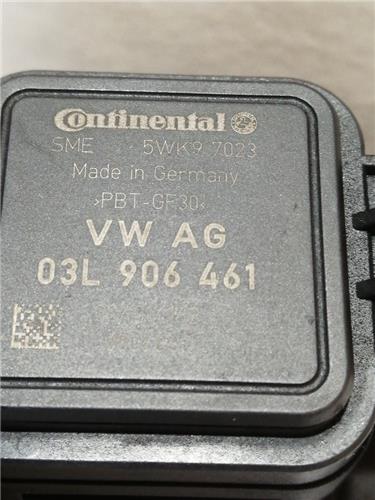 Continental
SME 5WK9 7023
Made in Germany
>PBT-GF30<
VW AG
03L 906 461